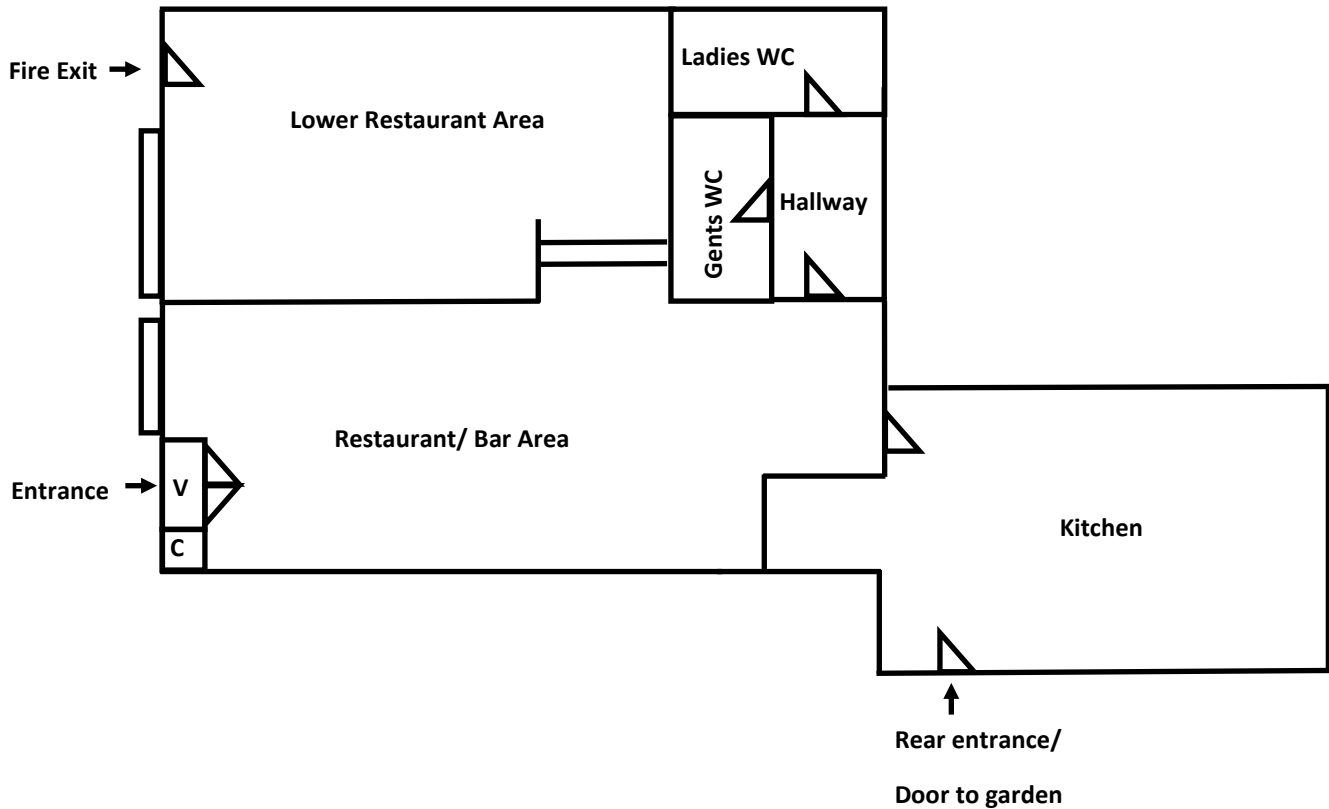 Ladies WC
Fire Exit
Lower Restaurant Area
Gents WC
Hallway
Restaurant/ Bar Area
Entrance
V
C
Kitchen
Rear entrance/
Door to garden